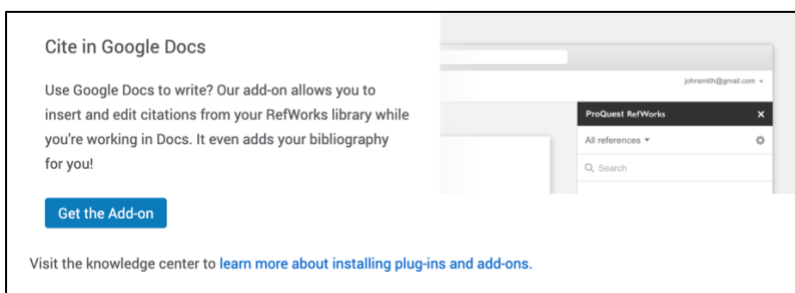 Cite in Google Docs
Use Google Docs to write? Our add-on allows you to
insert and edit citations from your RefWorks library while
you're working in Docs. It even adds your bibliography
for you!
Get the Add-on
johnsmith@gmail.com
ProQuest RefWorks
All references
Search
Visit the knowledge center to learn more about installing plug-ins and add-ons.